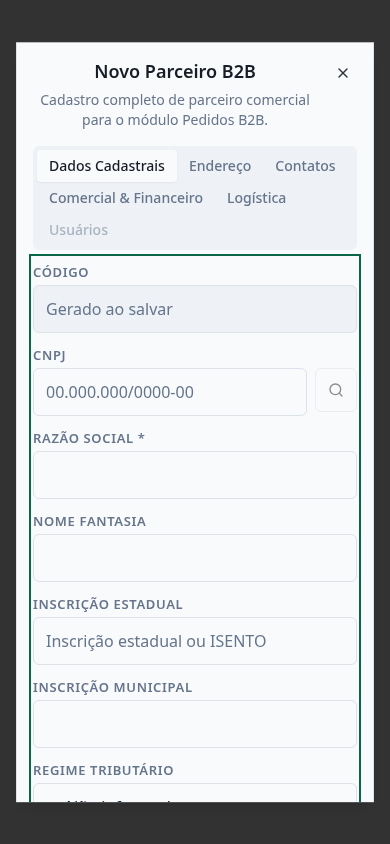 Novo Parceiro B2B
Cadastro completo de parceiro comercial
para o módulo Pedidos B2B.
Dados Cadastrais Endereço Contatos
Comercial & Financeiro Logística
Usuários
CÓDIGO
Gerado ao salvar
CNPJ
00.000.000/0000-00
RAZÃO SOCIAL *
NOME FANTASIA
INSCRIÇÃO ESTADUAL
Inscrição estadual ou ISENTO
INSCRIÇÃO MUNICIPAL
REGIME TRIBUTÁRIO